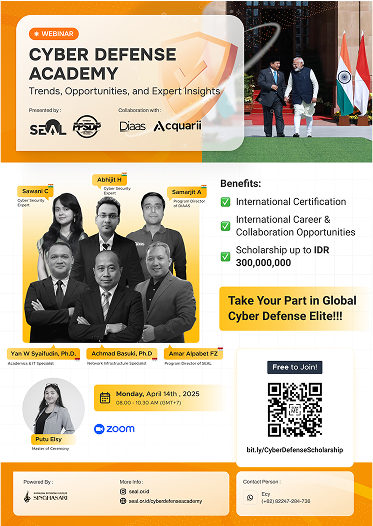 WEBINAR
CYBER DEFENSE
ACADEMY
Trends, Opportunities, and Expert Insights
Presented by :
Collaboration with :
SEAL
PFSDP
Diaas
Acquarii
Benefits:
International Certification
International Career &
Collaboration Opportunities
Scholarship up to IDR
300,000,000
Take Your Part in Global
Cyber Defense Elite!!!
Abhijit H
Cyber Security
Expert
Sawani C
Cyber Security
Expert
Samarjit A
Program Director
of DIAAS
Yan W Syaifudin, Ph.D.
Academics & IT Specialist
Achmad Basuki, Ph.D
Network Infrastructure Specialist
Amar Alpabet FZ
Program Director of SEAL
Putu Elsy
Master of Ceremony
Monday, April 14th , 2025
08.00 - 10.30 AM (GMT+7)
zoom
Free to Join!
bit.ly/CyberDefenseScholarship
Powered By :
SINGHASARI
More Info :
seal.or.id
seal.or.id/cyberdefenseacademy
Contact Person :
Ecy
(+62) 82247-284-738